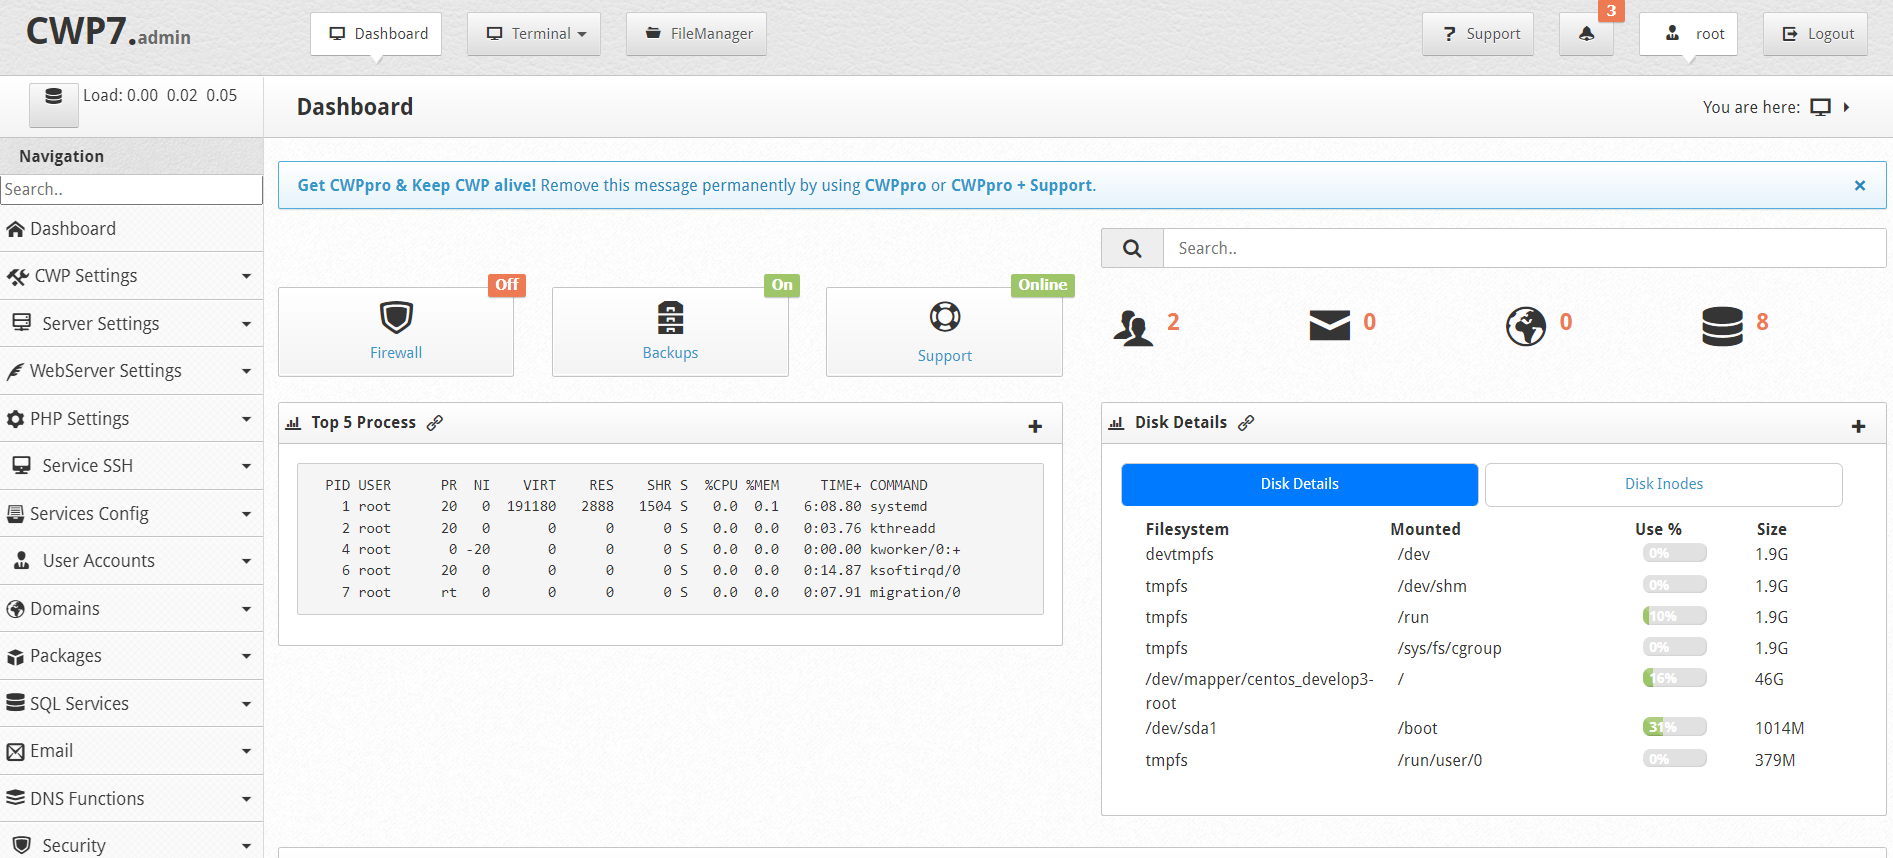 CWP7.admin
Dashboard
Terminal
FileManager
Support
3
root
Logout
Load: 0.00 0.02 0.05
Dashboard
You are here:
Navigation
Search..
Dashboard
CWP Settings
Server Settings
WebServer Settings
PHP Settings
Service SSH
Services Config
User Accounts
Domains
Packages
SQL Services
Email
DNS Functions
Security
Get CWPpro & Keep CWP alive! Remove this message permanently by using CWPpro or CWPpro + Support.
×
Search..
Off
Firewall
On
Backups
Online
Support
2
0
0
8
Top 5 Process
PID USER PR NI VIRT RES SHR S %CPU %MEM TIME+ COMMAND
1 root 20 0 191180 2888 1504 S 0.0 0.1 6:08.80 systemd
2 root 20 0 0 0 0 S 0.0 0.0 0:03.76 kthreadd
4 root 0 -20 0 0 0 S 0.0 0.0 0:00.00 kworker/0:+
6 root 20 0 0 0 0 S 0.0 0.0 0:14.87 ksoftirqd/0
7 root rt 0 0 0 0 S 0.0 0.0 0:07.91 migration/0
Disk Details
Disk Details
Disk Inodes
Filesystem Mounted Use % Size
devtmpfs /dev 0% 1.9G
tmpfs /dev/shm 0% 1.9G
tmpfs /run 10% 1.9G
tmpfs /sys/fs/cgroup 0% 1.9G
/dev/mapper/centos_develop3- / 16% 46G
root
/dev/sda1 /boot 31% 1014M
tmpfs /run/user/0 0% 379M